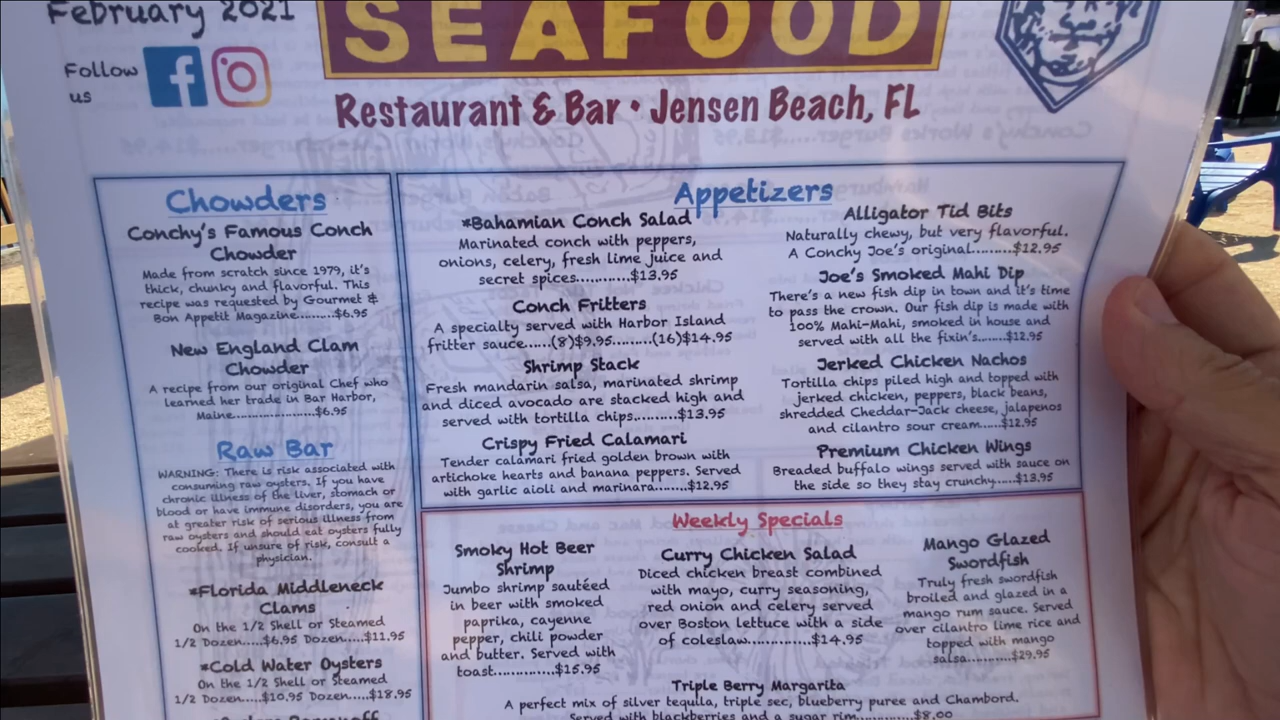 February 2021
Follow
us
SEAFOOD
Restaurant & Bar • Jensen Beach, FL
Chowders
Conchy's Famous Conch
Chowder
Made from scratch since 1979, it's
thick, chunky and flavorful. This
recipe was requested by Gourmet &
Bon Appetit Magazine.........$6.95
New England Clam
Chowder
A recipe from our original Chef who
learned her trade in Bar Harbor,
Maine......................$6.95
Raw Bar
WARNING: There is risk associated with
consuming raw oysters. If you have
chronic illness of the liver, stomach or
blood or have immune disorders, you are
at greater risk of serious illness from
raw oysters and should eat oysters fully
cooked. If unsure of risk, consult a
physician.
*Florida Middleneck
Clams
On the 1/2 Shell or Steamed
1/2 Dozen.....$6.95 Dozen.....$11.95
*Cold Water Oysters
On the 1/2 Shell or Steamed
1/2 Dozen.....$10.95 Dozen.....$18.95
Appetizers
*Bahamian Conch Salad
Marinated conch with peppers,
onions, celery, fresh lime juice and
secret spices...........$13.95
Conch Fritters
A specialty served with Harbor Island
fritter sauce.....(8)$9.95.........(16)$14.95
Shrimp Stack
Fresh mandarin salsa, marinated shrimp
and diced avocado are stacked high and
served with tortilla chips.........$13.95
Crispy Fried Calamari
Tender calamari fried golden brown with
artichoke hearts and banana peppers. Served
with garlic aioli and marinara........$12.95
Alligator Tid Bits
Naturally chewy, but very flavorful.
A Conchy Joe's original.........$12.95
Joe's Smoked Mahi Dip
There's a new fish dip in town and it's time
to pass the crown. Our fish dip is made with
100% Mahi-Mahi, smoked in house and
served with all the fixin's......$12.95
Jerked Chicken Nachos
Tortilla chips piled high and topped with
jerked chicken, peppers, black beans,
shredded Cheddar-Jack cheese, jalapenos
and cilantro sour cream......$12.95
Premium Chicken Wings
Breaded buffalo wings served with sauce on
the side so they stay crunchy.....$13.95
Weekly Specials
Smoky Hot Beer
Shrimp
Jumbo shrimp sautéed
in beer with smoked
paprika, cayenne
pepper, chili powder
and butter. Served with
toast...............$15.95
Curry Chicken Salad
Diced chicken breast combined
with mayo, curry seasoning,
red onion and celery served
over Boston lettuce with a side
of coleslaw..............$14.95
Mango Glazed
Swordfish
Truly fresh swordfish
broiled and glazed in a
mango rum sauce. Served
over cilantro lime rice and
topped with mango
salsa...........$29.95
Triple Berry Margarita
A perfect mix of silver tequila, triple sec, blueberry puree and Chambord.
Served with blackberries and a sugar rim...........$8.00